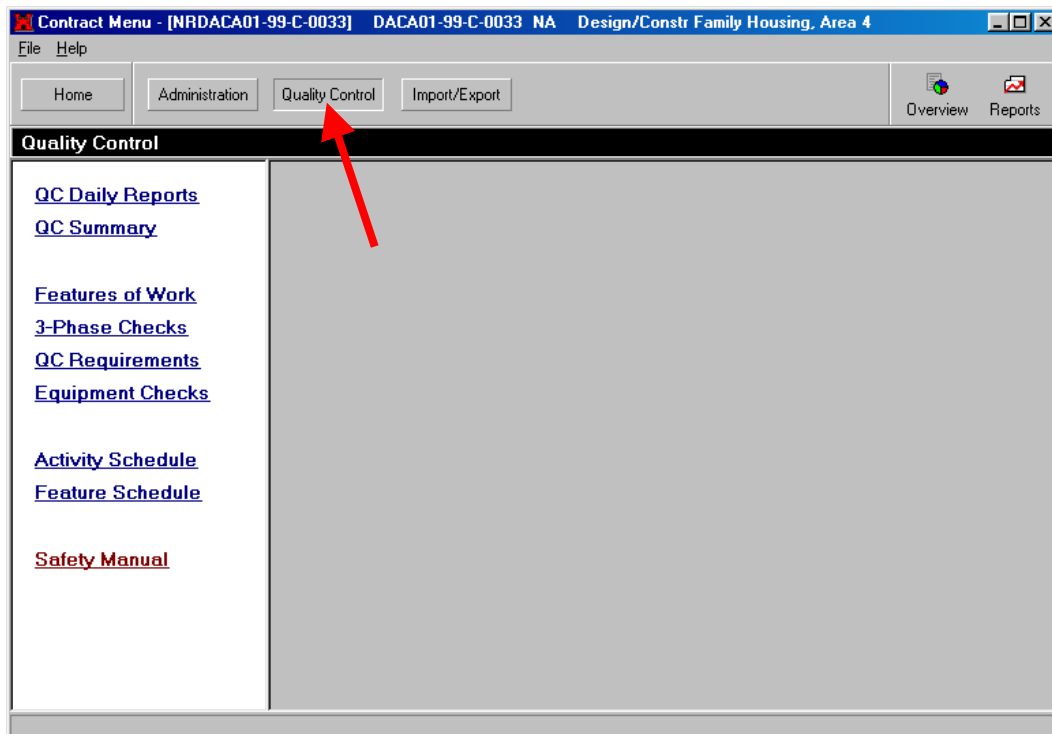 Contract Menu - [NRDACA01-99-C-0033] DACA01-99-C-0033 NA Design/Constr Family Housing, Area 4
File Help
Home Administration Quality Control Import/Export Overview Reports
Quality Control
QC Daily Reports
QC Summary
Features of Work
3-Phase Checks
QC Requirements
Equipment Checks
Activity Schedule
Feature Schedule
Safety Manual